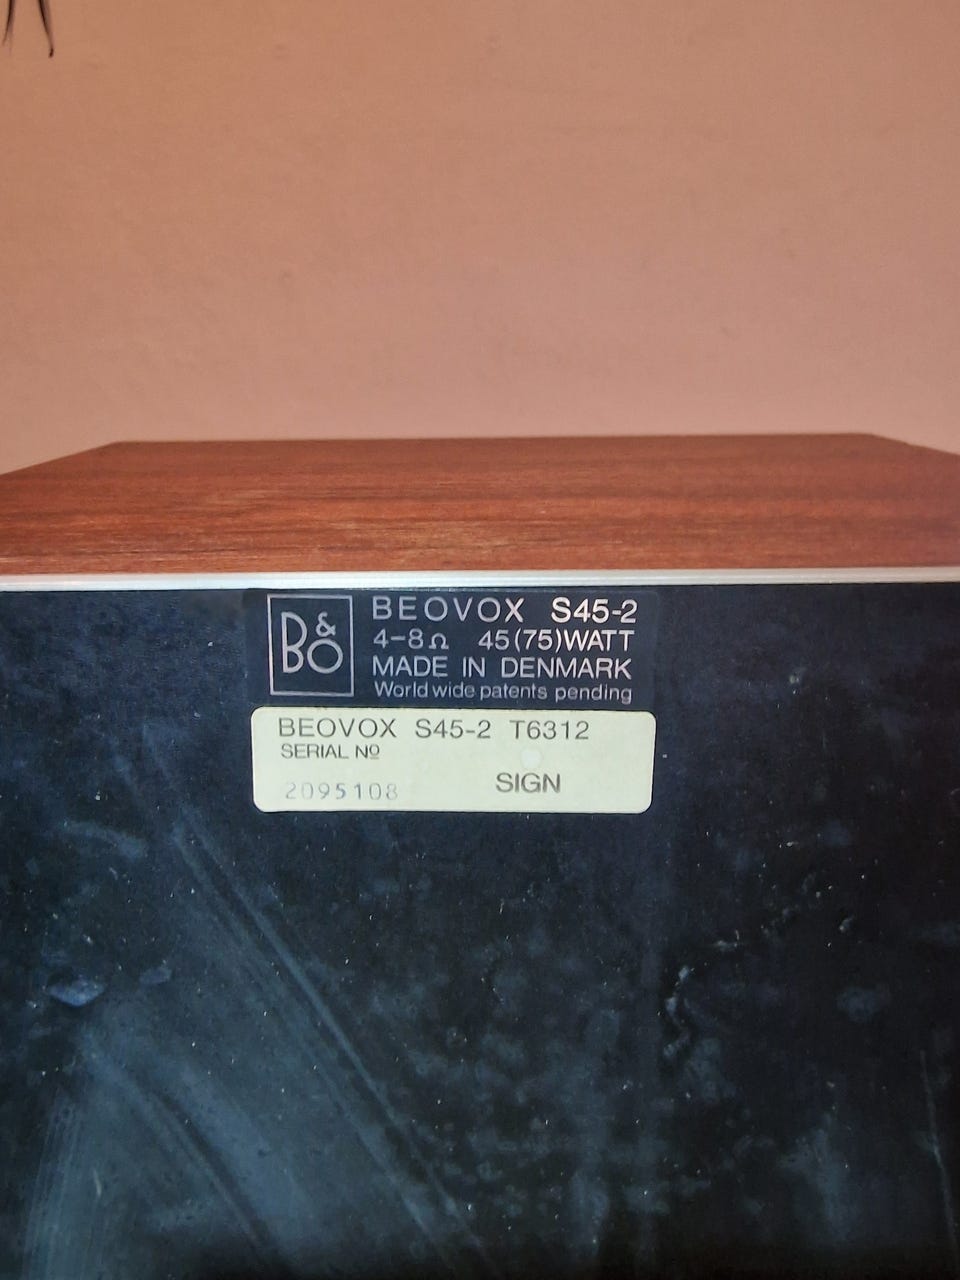 B&O
BEOVOX S45-2
4-8Ω 45(75)WATT
MADE IN DENMARK
World wide patents pending
BEOVOX S45-2 T6312
SERIAL Nº
SIGN
2095108